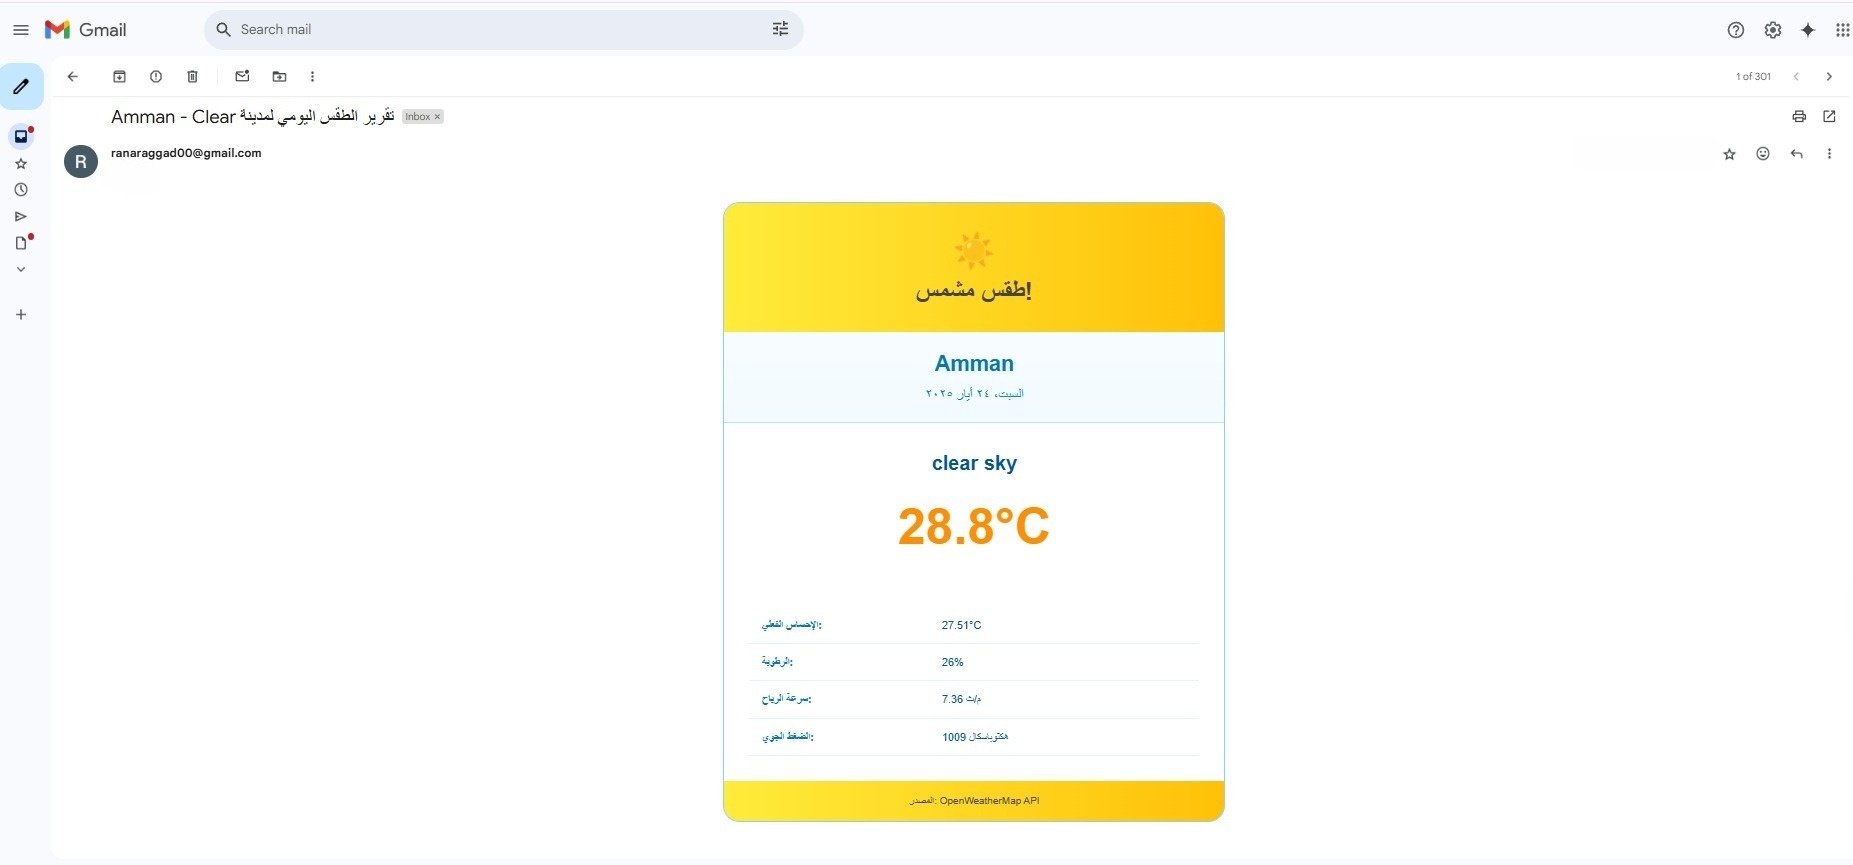 Gmail
Search mail
1 of 301
Amman - Clear تقرير الطقس اليومي لمدينة
Inbox ×
R
ranaraggad00@gmail.com
طقس مشمس!
Amman
السبت، ٢٤ أيار ٢٠٢٥
clear sky
28.8°C
الإحساس الفعلي: 27.51°C
الرطوبة: 26%
سرعة الرياح: 7.36 م/ث
الضغط الجوي: 1009 هكتوباسكال
المصدر: OpenWeatherMap API